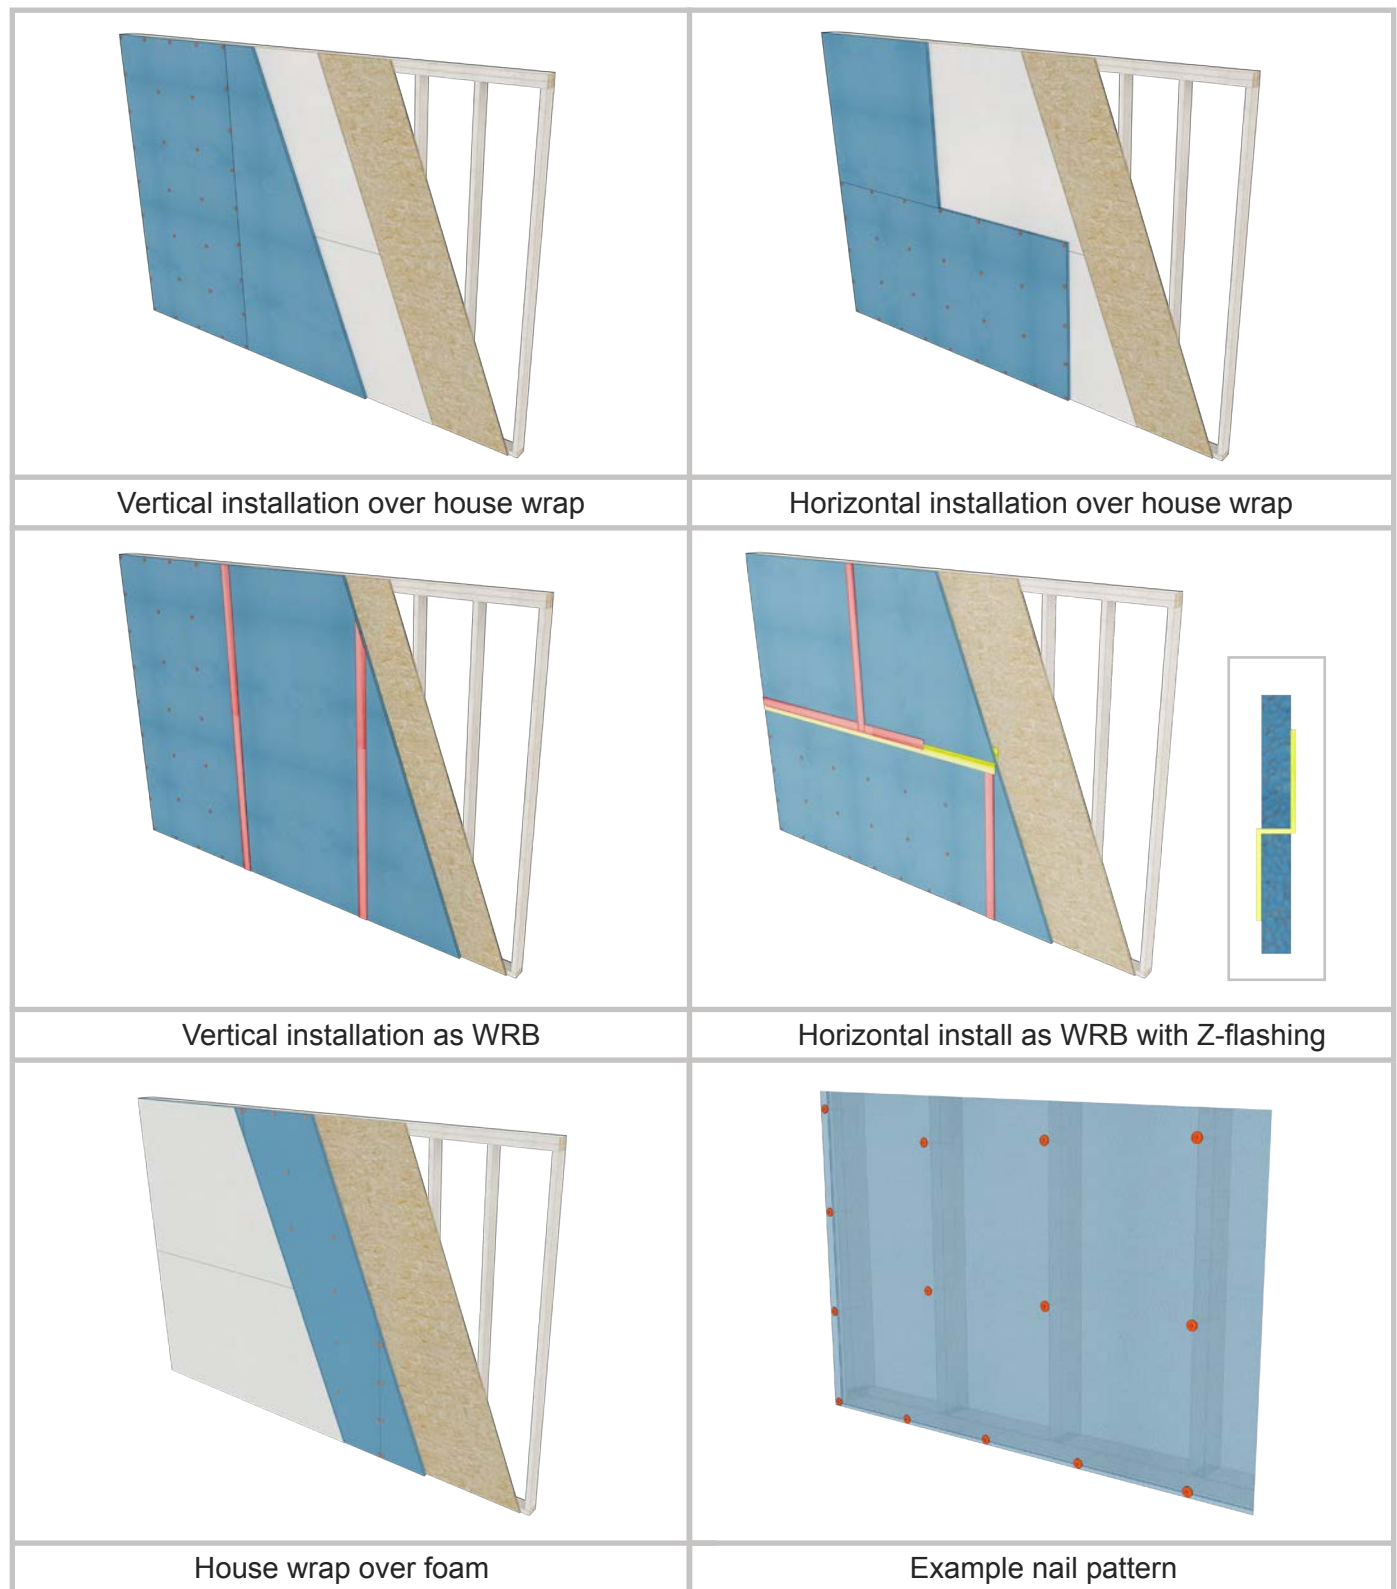 Vertical installation over house wrap
Horizontal installation over house wrap
Vertical installation as WRB
Horizontal install as WRB with Z-flashing
House wrap over foam
Example nail pattern